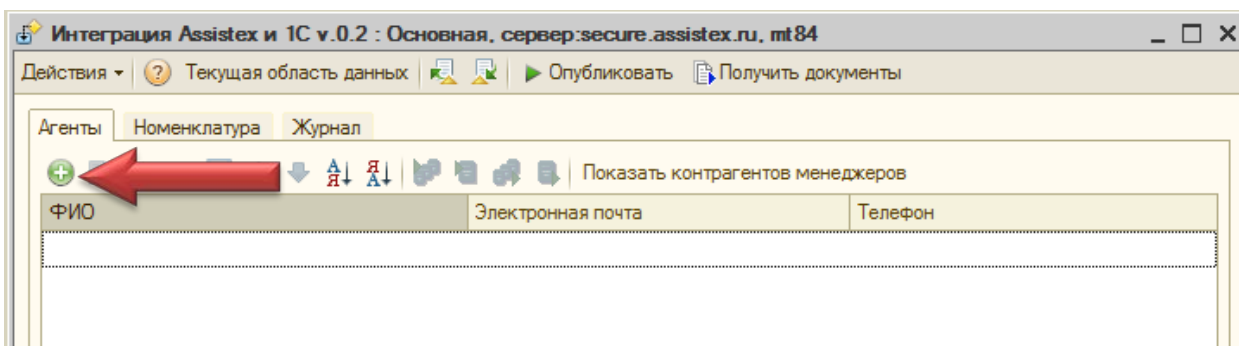 Интеграция Assistex и 1С v.0.2 : Основная, сервер:secure.assistex.ru, mt84
Действия ? Текущая область данных Опубликовать Получить документы
Агенты Номенклатура Журнал
А Я Я А Показать контрагентов менеджеров
ФИО Электронная почта Телефон